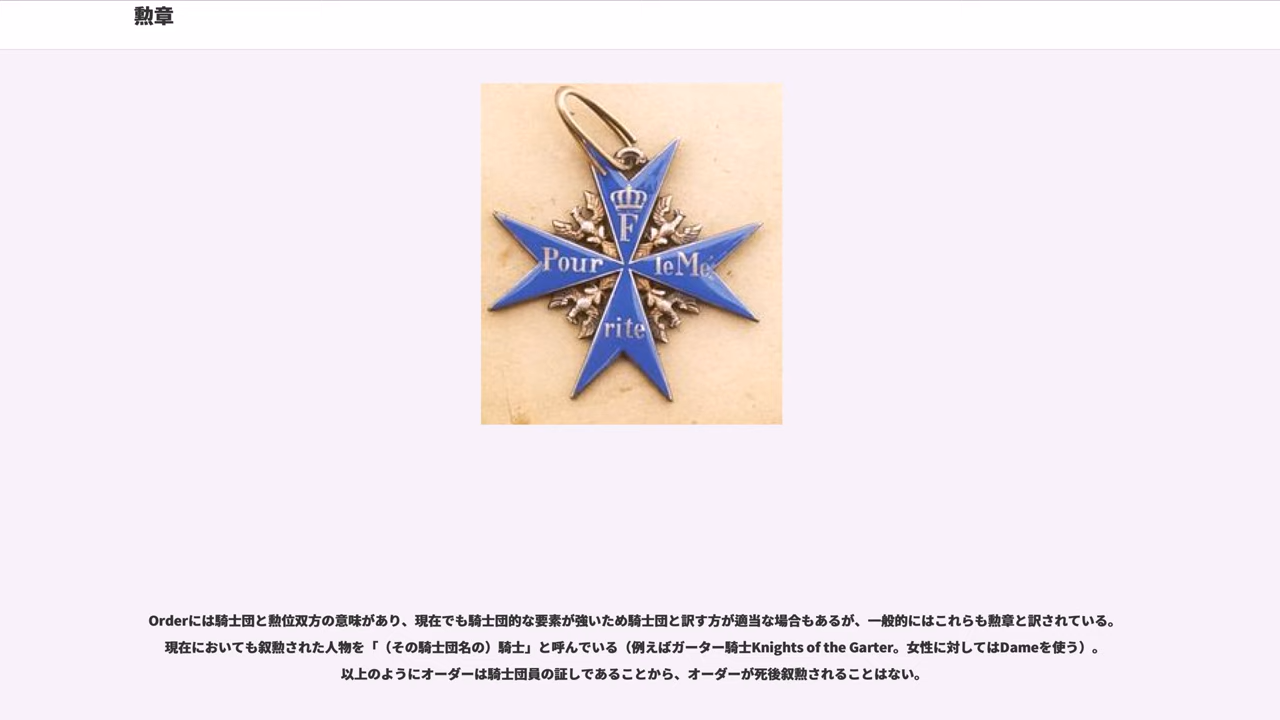 勲章
F
Pour leMé
rite
Orderには騎士団と勲位双方の意味があり、現在でも騎士団的な要素が強いため騎士団と訳す方が適当な場合もあるが、一般的にはこれらも勲章と訳されている。
現在においても叙勲された人物を「（その騎士団名の）騎士」と呼んでいる（例えばガーター騎士Knights of the Garter。女性に対してはDameを使う）。
以上のようにオーダーは騎士団員の証しであることから、オーダーが死後叙勲されることはない。